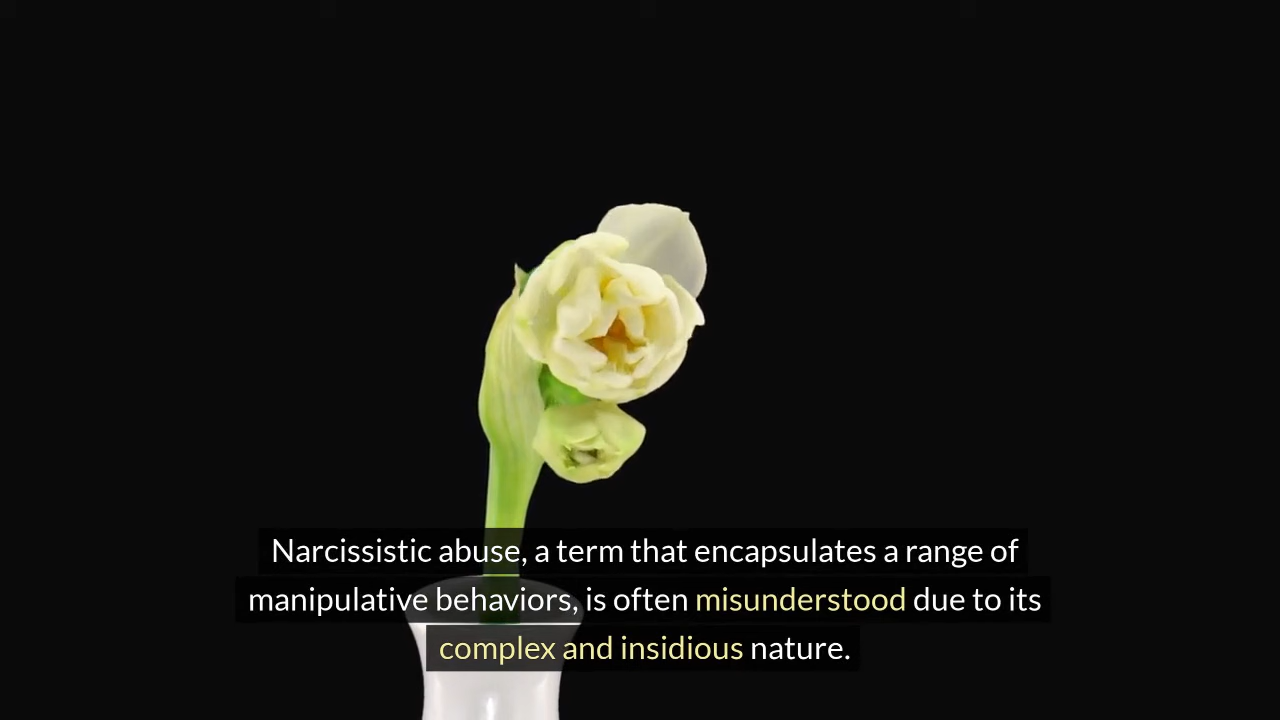 Narcissistic abuse, a term that encapsulates a range of
manipulative behaviors, is often misunderstood due to its
complex and insidious nature.